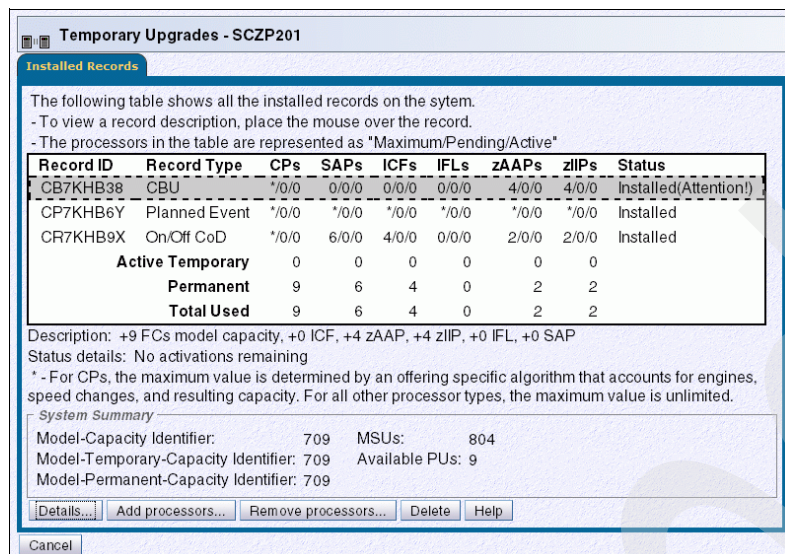 Temporary Upgrades - SCZP201
Installed Records
The following table shows all the installed records on the sytem.
- To view a record description, place the mouse over the record.
- The processors in the table are represented as "Maximum/Pending/Active"
Record ID Record Type CPs SAPs ICFs IFLs zAAPs zIIPs Status
CB7KHB38 CBU */0/0 0/0/0 0/0/0 0/0/0 4/0/0 4/0/0 Installed(Attention!)
CP7KHB6Y Planned Event */0/0 */0/0 */0/0 */0/0 */0/0 */0/0 Installed
CR7KHB9X On/Off CoD */0/0 6/0/0 4/0/0 0/0/0 2/0/0 2/0/0 Installed
Active Temporary 0 0 0 0 0 0
Permanent 9 6 4 0 2 2
Total Used 9 6 4 0 2 2
Description: +9 FCs model capacity, +0 ICF, +4 zAAP, +4 zIIP, +0 IFL, +0 SAP
Status details: No activations remaining
* - For CPs, the maximum value is determined by an offering specific algorithm that accounts for engines,
speed changes, and resulting capacity. For all other processor types, the maximum value is unlimited.
System Summary
Model-Capacity Identifier: 709 MSUs: 804
Model-Temporary-Capacity Identifier: 709 Available PUs: 9
Model-Permanent-Capacity Identifier: 709
Details... Add processors... Remove processors... Delete Help
Cancel